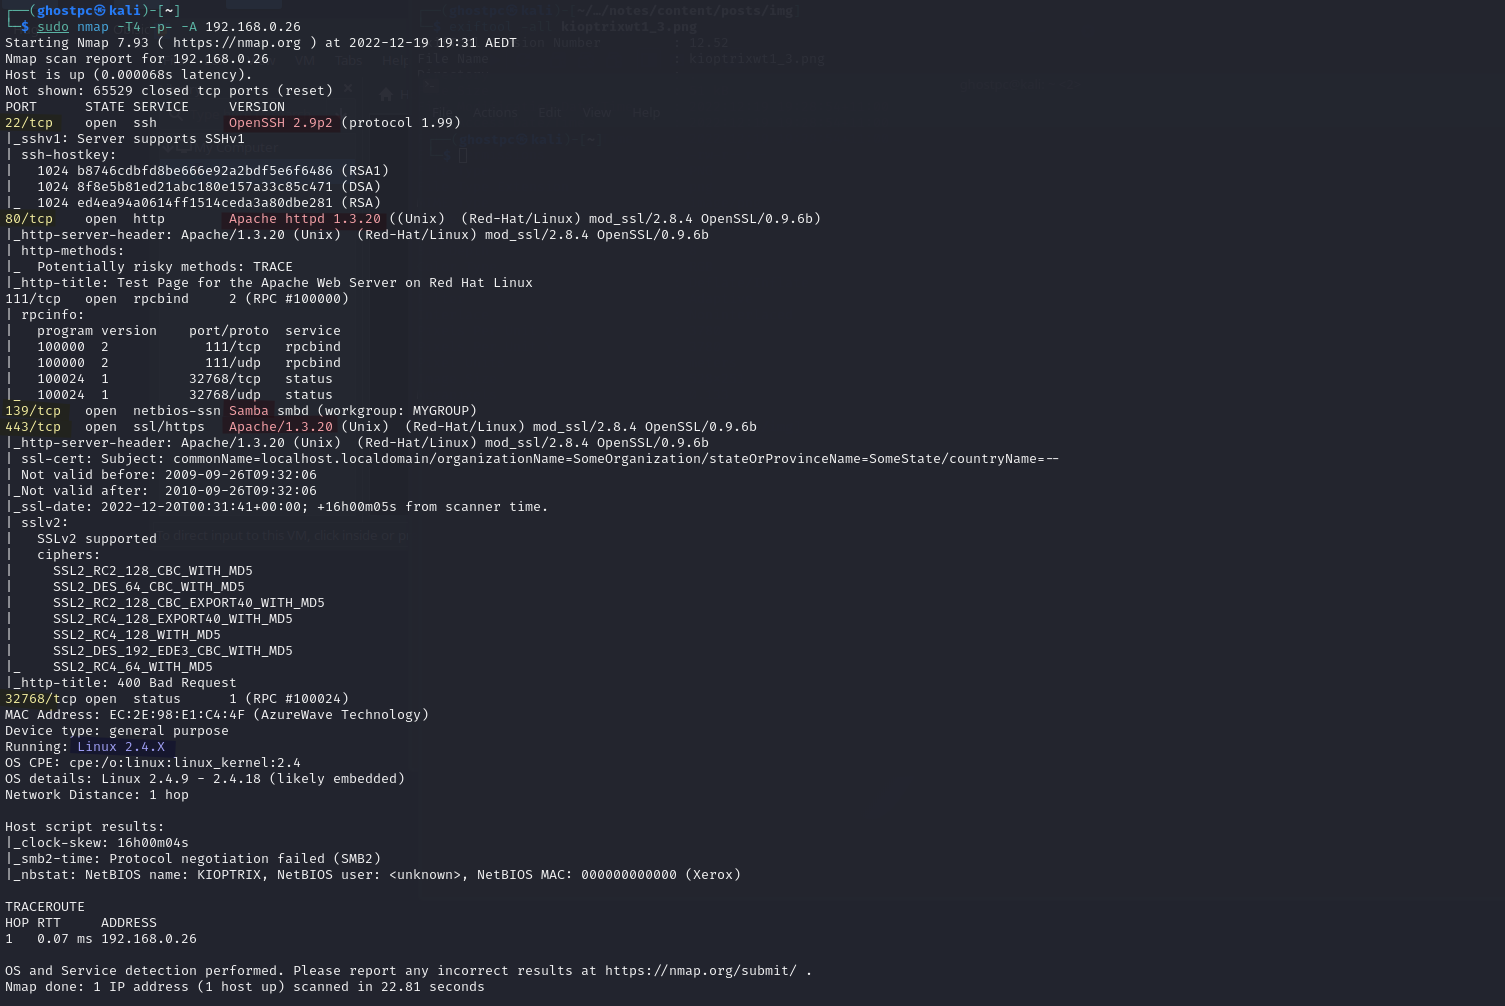 ┌──(ghostpc㉿kali)-[~]
└─$ sudo nmap -T4 -p- -A 192.168.0.26
Starting Nmap 7.93 ( https://nmap.org ) at 2022-12-19 19:31 AEDT
Nmap scan report for 192.168.0.26
Host is up (0.000068s latency).
Not shown: 65529 closed tcp ports (reset)
PORT      STATE SERVICE     VERSION
22/tcp    open  ssh         OpenSSH 2.9p2 (protocol 1.99)
|_sshv1: Server supports SSHv1
| ssh-hostkey:
|   1024 b8746cdbfd8be666e92a2bdf5e6f6486 (RSA1)
|   1024 8f8e5b81ed21abc180e157a33c85c471 (DSA)
|_  1024 ed4ea94a0614ff1514ceda3a80dbe281 (RSA)
80/tcp    open  http        Apache httpd 1.3.20 ((Unix)  (Red-Hat/Linux) mod_ssl/2.8.4 OpenSSL/0.9.6b)
|_http-server-header: Apache/1.3.20 (Unix)  (Red-Hat/Linux) mod_ssl/2.8.4 OpenSSL/0.9.6b
| http-methods:
|_  Potentially risky methods: TRACE
|_http-title: Test Page for the Apache Web Server on Red Hat Linux
111/tcp   open  rpcbind     2 (RPC #100000)
| rpcinfo:
|   program version    port/proto  service
|   100000  2            111/tcp   rpcbind
|   100000  2            111/udp   rpcbind
|   100024  1          32768/tcp   status
|_  100024  1          32768/udp   status
139/tcp   open  netbios-ssn Samba smbd (workgroup: MYGROUP)
443/tcp   open  ssl/https   Apache/1.3.20 (Unix)  (Red-Hat/Linux) mod_ssl/2.8.4 OpenSSL/0.9.6b
|_http-server-header: Apache/1.3.20 (Unix)  (Red-Hat/Linux) mod_ssl/2.8.4 OpenSSL/0.9.6b
| ssl-cert: Subject: commonName=localhost.localdomain/organizationName=SomeOrganization/stateOrProvinceName=SomeState/countryName=--
| Not valid before: 2009-09-26T09:32:06
|_Not valid after:  2010-09-26T09:32:06
|_ssl-date: 2022-12-20T00:31:41+00:00; +16h00m05s from scanner time.
| sslv2:
|   SSLv2 supported
|   ciphers:
|     SSL2_RC2_128_CBC_WITH_MD5
|     SSL2_DES_64_CBC_WITH_MD5
|     SSL2_RC2_128_CBC_EXPORT40_WITH_MD5
|     SSL2_RC4_128_EXPORT40_WITH_MD5
|     SSL2_RC4_128_WITH_MD5
|     SSL2_DES_192_EDE3_CBC_WITH_MD5
|_    SSL2_RC4_64_WITH_MD5
|_http-title: 400 Bad Request
32768/tcp open  status      1 (RPC #100024)
MAC Address: EC:2E:98:E1:C4:4F (AzureWave Technology)
Device type: general purpose
Running: Linux 2.4.X
OS CPE: cpe:/o:linux:linux_kernel:2.4
OS details: Linux 2.4.9 - 2.4.18 (likely embedded)
Network Distance: 1 hop

Host script results:
|_clock-skew: 16h00m04s
|_smb2-time: Protocol negotiation failed (SMB2)
|_nbstat: NetBIOS name: KIOPTRIX, NetBIOS user: <unknown>, NetBIOS MAC: 000000000000 (Xerox)

TRACEROUTE
HOP RTT     ADDRESS
1   0.07 ms 192.168.0.26

OS and Service detection performed. Please report any incorrect results at https://nmap.org/submit/ .
Nmap done: 1 IP address (1 host up) scanned in 22.81 seconds